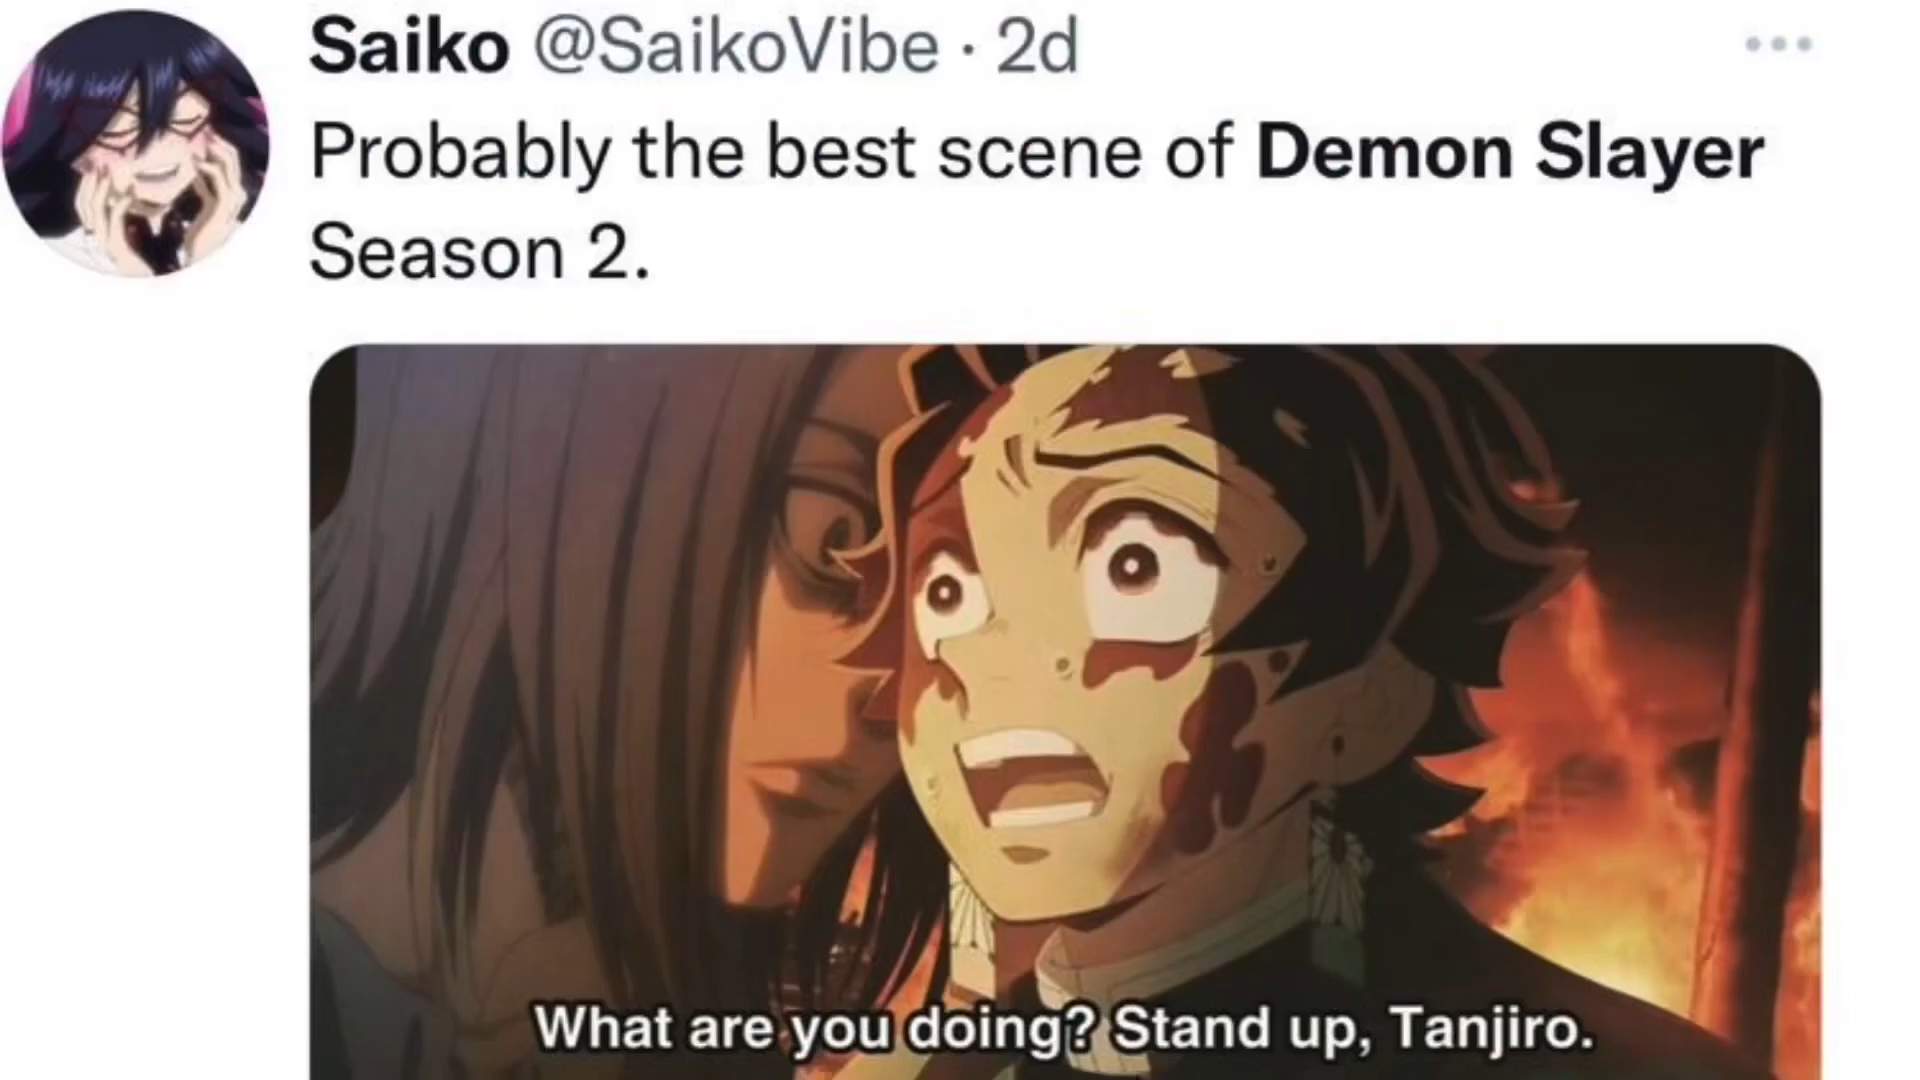 Saiko @SaikoVibe · 2d
Probably the best scene of Demon Slayer
Season 2.
What are you doing? Stand up, Tanjiro.